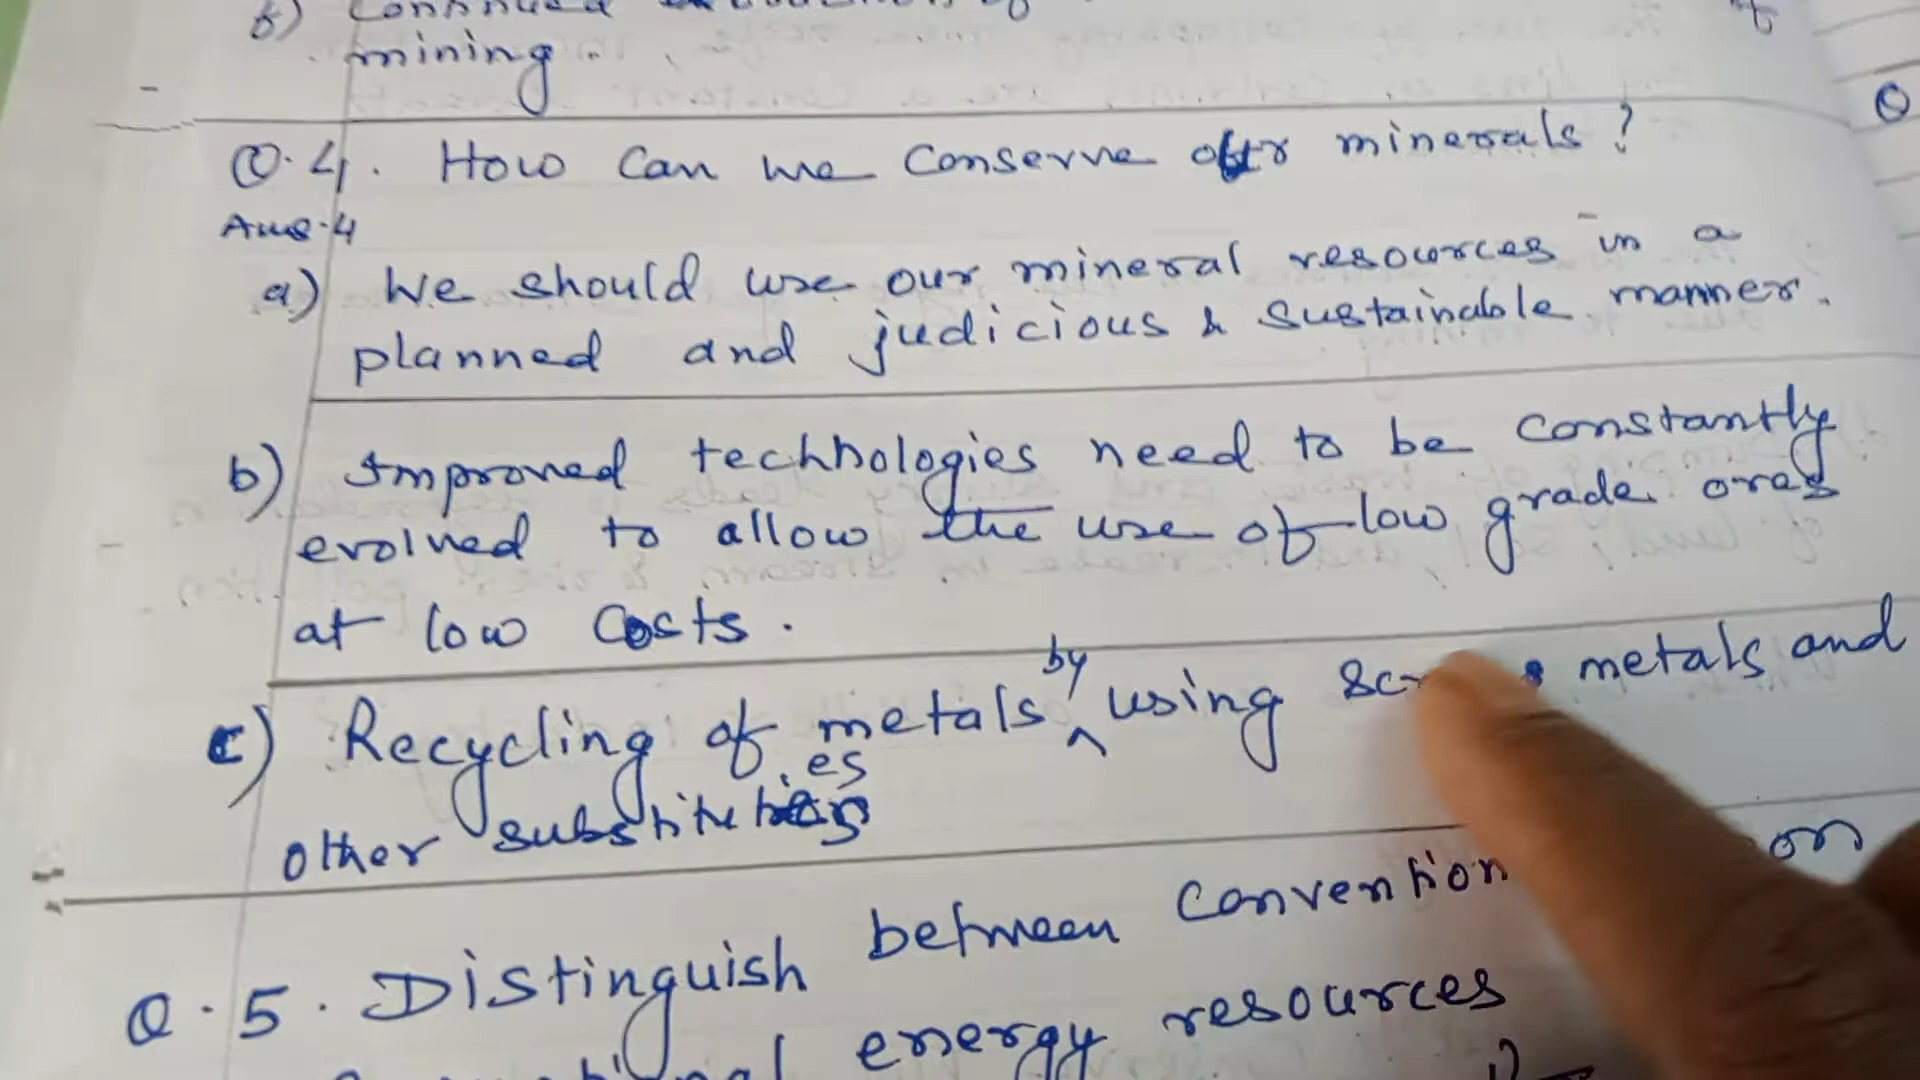 b) Continued of
mining.
Q.4. How can we conserve our minerals?
Ans.4
a) We should use our mineral resources in a
planned and judicious & sustainable manner.
b) Improved technologies need to be constantly
evolved to allow the use of low grade ores
at low costs.
c) Recycling of metals by using metals and
other substitutes
Q.5. Distinguish between
energy resources
Q